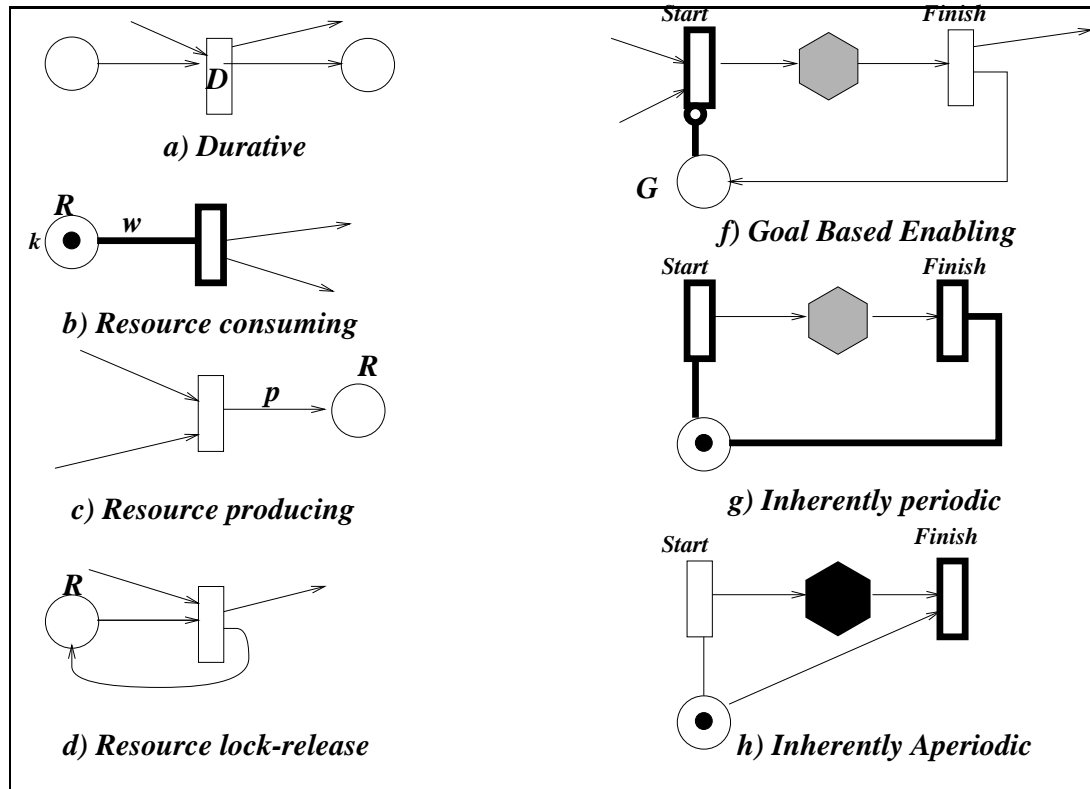 D
a) Durative
R
w
k
b) Resource consuming
R
p
c) Resource producing
R
d) Resource lock-release
Start
Finish
G
f) Goal Based Enabling
Start
Finish
g) Inherently periodic
Start
Finish
h) Inherently Aperiodic